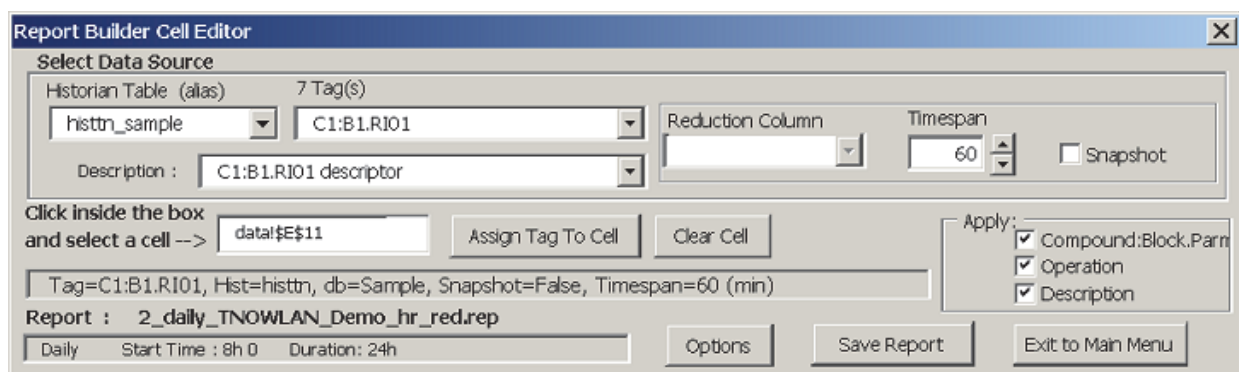 Report Builder Cell Editor
Select Data Source
Historian Table (alias) 7 Tag(s)
histtn_sample C1:B1.RI01 Reduction Column Timespan
60 Snapshot
Description : C1:B1.RI01 descriptor
Click inside the box
and select a cell --> data!$E$11 Assign Tag To Cell Clear Cell
Apply:
Compound:Block.Parm
Operation
Description
Tag=C1:B1.RI01, Hist=histtn, db=Sample, Snapshot=False, Timespan=60 (min)
Report : 2_daily_TNOWLAN_Demo_hr_red.rep
Daily Start Time : 8h 0 Duration: 24h Options Save Report Exit to Main Menu